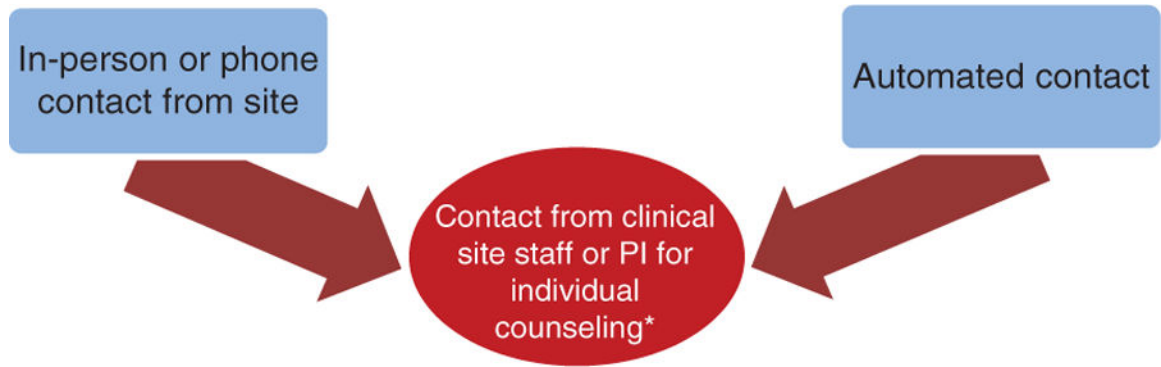 In-person or phone
contact from site
Automated contact
Contact from clinical
site staff or PI for
individual
counseling*